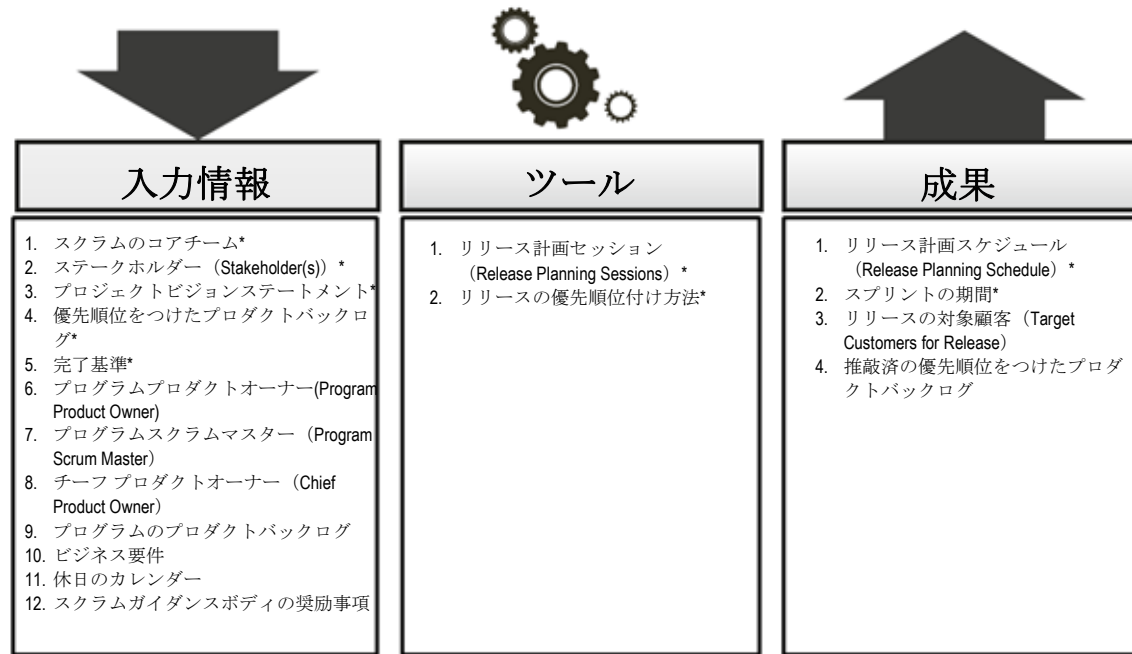 入力情報
1. スクラムのコアチーム*
2. ステークホルダー（Stakeholder(s)）*
3. プロジェクトビジョンステートメント*
4. 優先順位をつけたプロダクトバックロ
グ*
5. 完了基準*
6. プログラムプロダクトオーナー(Program
Product Owner)
7. プログラムスクラムマスター（Program
Scrum Master）
8. チーフ プロダクトオーナー（Chief
Product Owner）
9. プログラムのプロダクトバックログ
10. ビジネス要件
11. 休日のカレンダー
12. スクラムガイダンスボディの奨励事項
ツール
1. リリース計画セッション
（Release Planning Sessions）*
2. リリースの優先順位付け方法*
成果
1. リリース計画スケジュール
（Release Planning Schedule）*
2. スプリントの期間*
3. リリースの対象顧客（Target
Customers for Release）
4. 推敲済の優先順位をつけたプロダ
クトバックログ